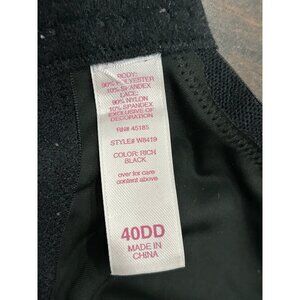 BODY:
90% POLYESTER
10% SPANDEX
LACE:
90% NYLON
10% SPANDEX
EXCLUSIVE OF
DECORATION
RN# 45185
STYLE# W8419
COLOR: RICH
BLACK
over for care
content above
40DD
MADE IN
CHINA